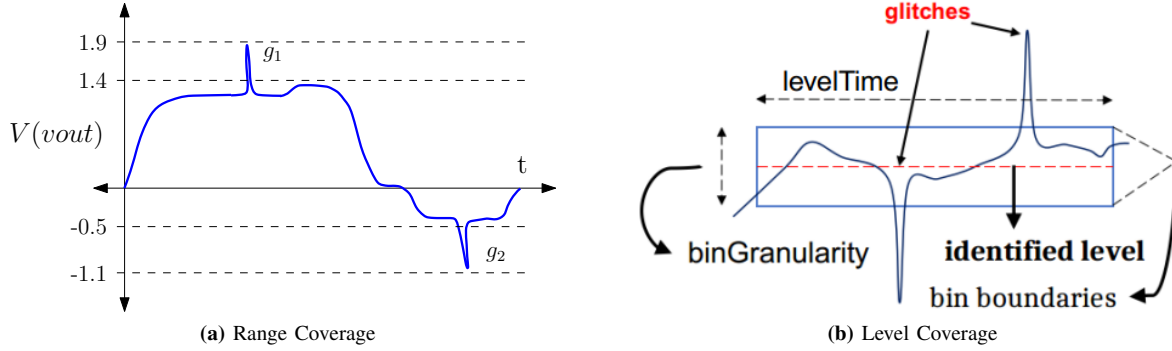 1.9
g1
1.4
V(vout)
t
-0.5
g2
-1.1
(a) Range Coverage
glitches
levelTime
binGranularity
identified level
bin boundaries
(b) Level Coverage